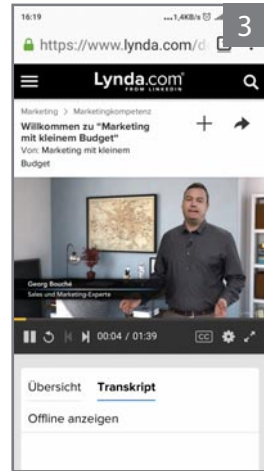 3
16:19 ...1,4KB/s
https://www.lynda.com/d
Lynda.com
FROM LINKEDIN
Marketing > Marketingkompetenz
Willkommen zu "Marketing
mit kleinem Budget"
Von: Marketing mit kleinem
Budget
Georg Bouché
Sales und Marketing-Experte
00:04 / 01:39 CC
Übersicht Transkript
Offline anzeigen